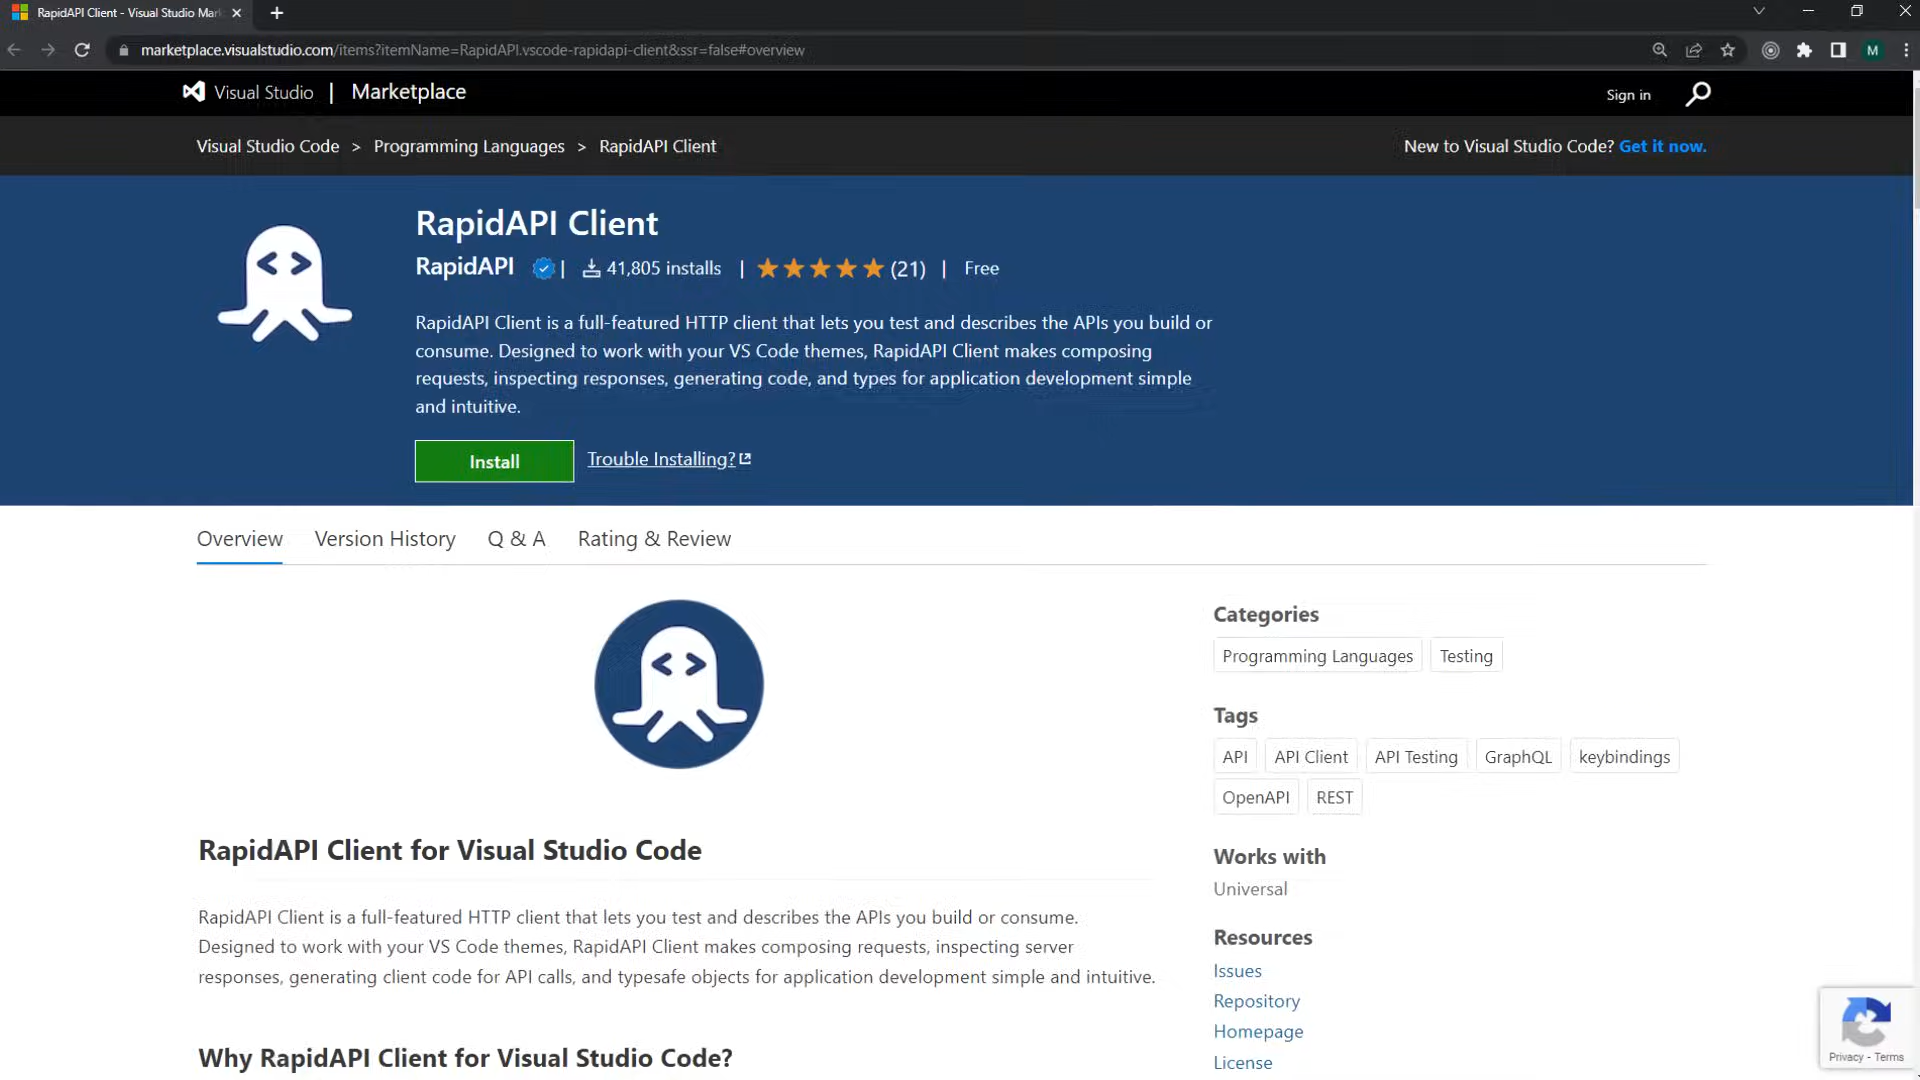 RapidAPI Client - Visual Studio Mar
marketplace.visualstudio.com/items?itemName=RapidAPI.vscode-rapidapi-client&ssr=false#overview
M
Visual Studio | Marketplace
Sign in
Visual Studio Code > Programming Languages > RapidAPI Client
New to Visual Studio Code? Get it now.
RapidAPI Client
RapidAPI | 41,805 installs | (21) | Free
RapidAPI Client is a full-featured HTTP client that lets you test and describes the APIs you build or
consume. Designed to work with your VS Code themes, RapidAPI Client makes composing
requests, inspecting responses, generating code, and types for application development simple
and intuitive.
Install
Trouble Installing?
Overview
Version History
Q & A
Rating & Review
RapidAPI Client for Visual Studio Code
RapidAPI Client is a full-featured HTTP client that lets you test and describes the APIs you build or consume.
Designed to work with your VS Code themes, RapidAPI Client makes composing requests, inspecting server
responses, generating client code for API calls, and typesafe objects for application development simple and intuitive.
Why RapidAPI Client for Visual Studio Code?
Categories
Programming Languages
Testing
Tags
API
API Client
API Testing
GraphQL
keybindings
OpenAPI
REST
Works with
Universal
Resources
Issues
Repository
Homepage
License
Privacy - Terms